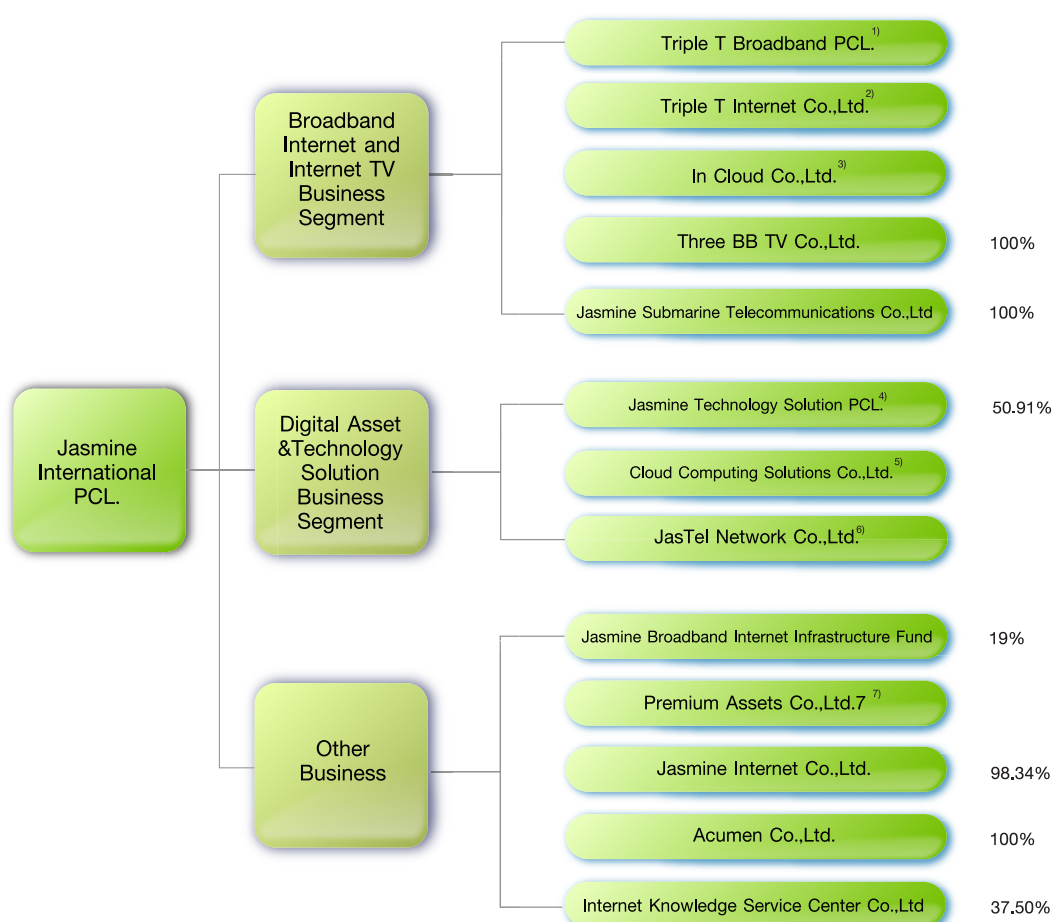 Jasmine
International
PCL.
Broadband
Internet and
Internet TV
Business
Segment
Triple T Broadband PCL.1)
Triple T Internet Co.,Ltd.2)
In Cloud Co.,Ltd.3)
Three BB TV Co.,Ltd. 100%
Jasmine Submarine Telecommunications Co.,Ltd 100%
Digital Asset
&Technology
Solution
Business
Segment
Jasmine Technology Solution PCL.4) 50.91%
Cloud Computing Solutions Co.,Ltd.5)
JasTel Network Co.,Ltd.6)
Other
Business
Jasmine Broadband Internet Infrastructure Fund 19%
Premium Assets Co.,Ltd.7 7)
Jasmine Internet Co.,Ltd. 98.34%
Acumen Co.,Ltd. 100%
Internet Knowledge Service Center Co.,Ltd 37.50%